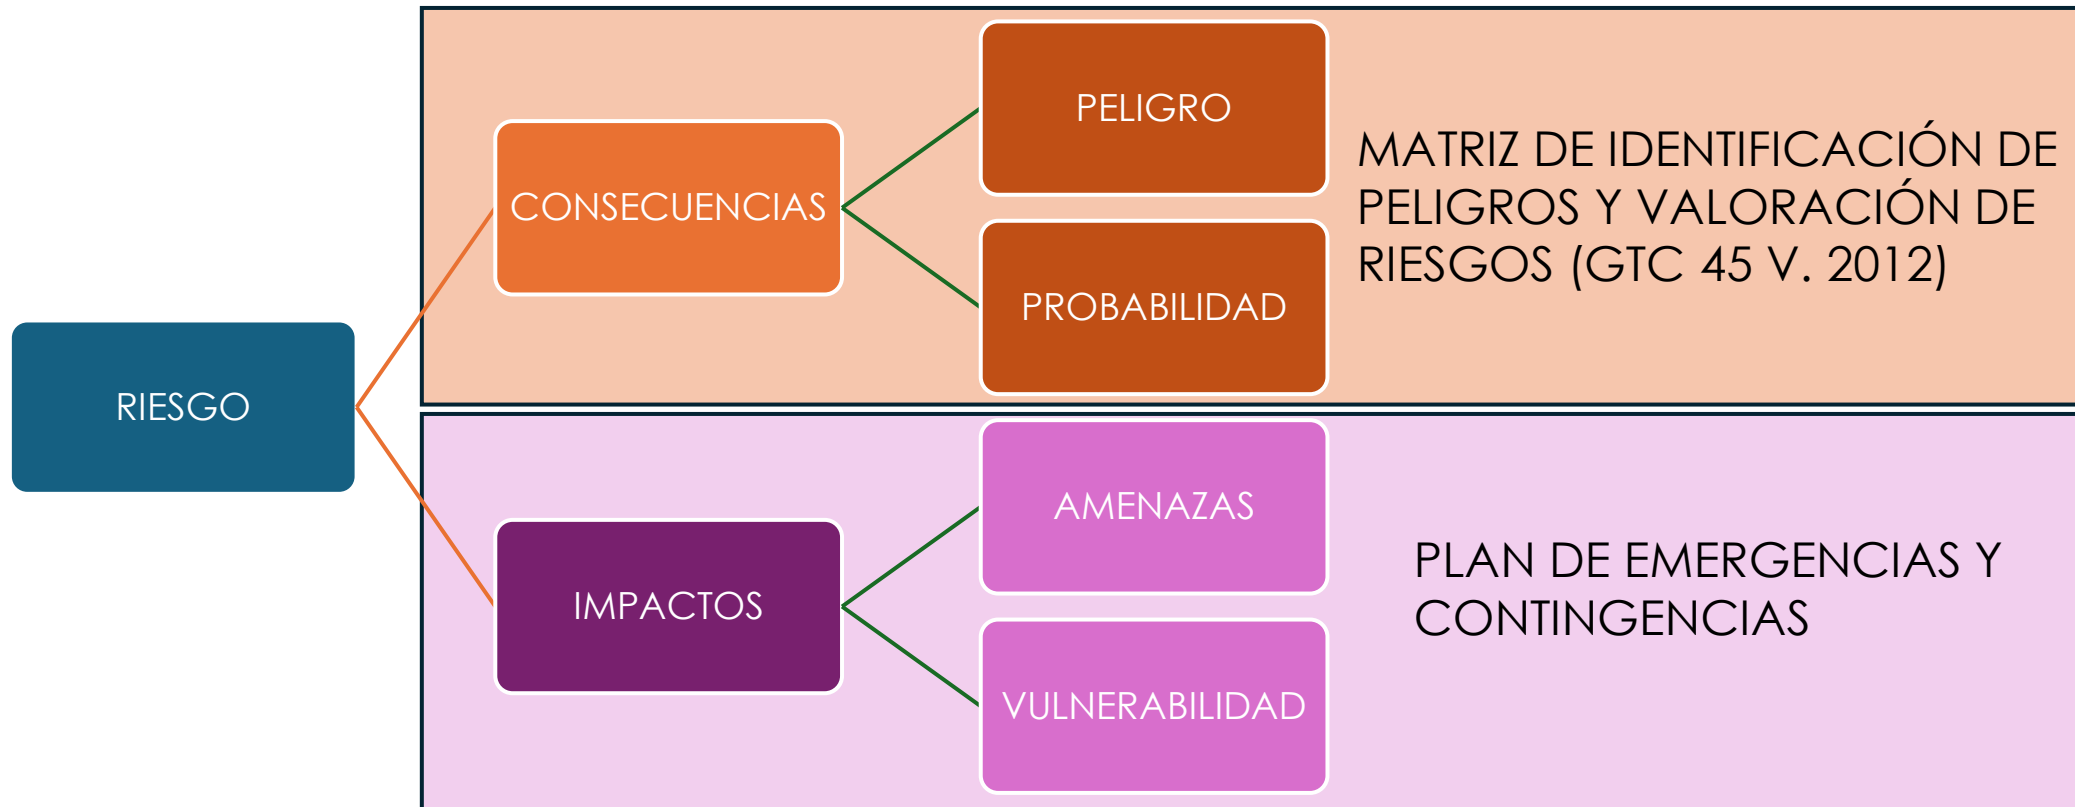 RIESGO
CONSECUENCIAS
PELIGRO
PROBABILIDAD
MATRIZ DE IDENTIFICACIÓN DE
PELIGROS Y VALORACIÓN DE
RIESGOS (GTC 45 V. 2012)
IMPACTOS
AMENAZAS
VULNERABILIDAD
PLAN DE EMERGENCIAS Y
CONTINGENCIAS